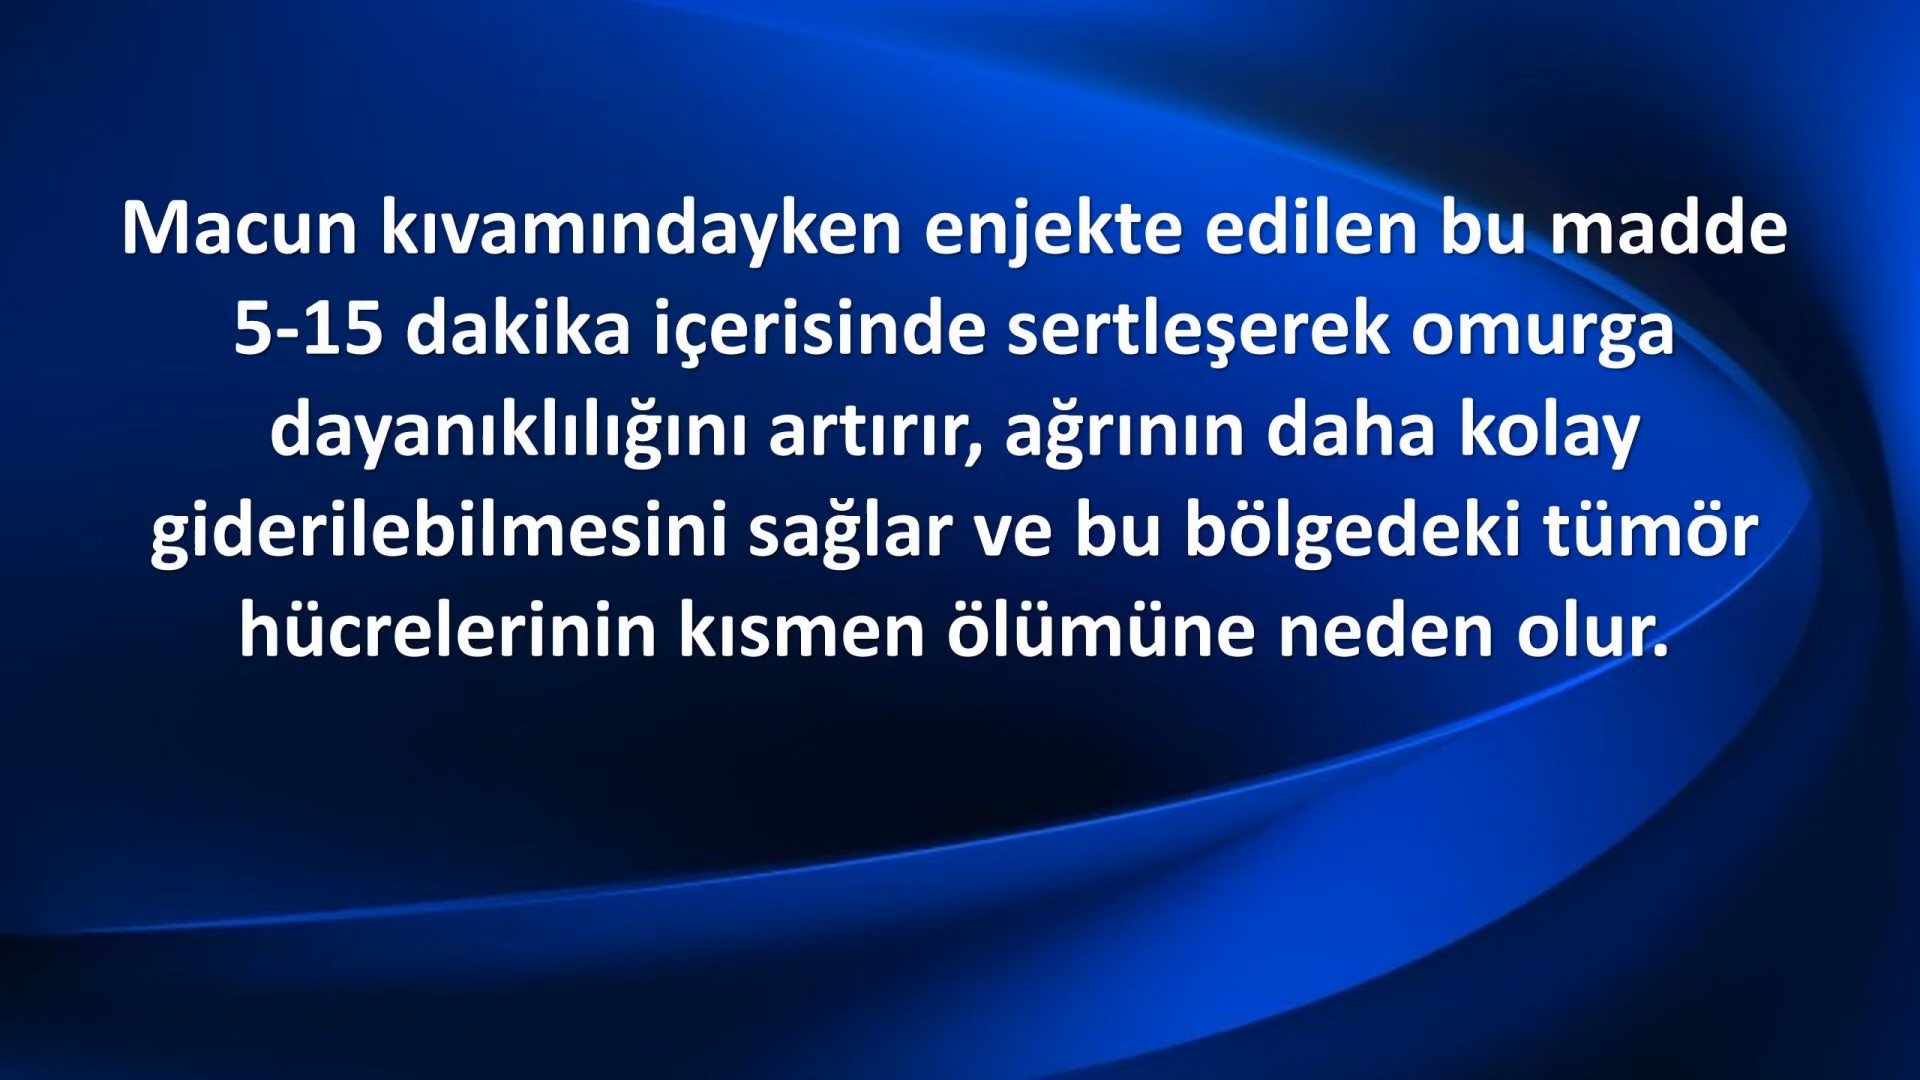 Macun kıvamındayken enjekte edilen bu madde
5-15 dakika içerisinde sertleşerek omurga
dayanıklılığını artırır, ağrının daha kolay
giderilebilmesini sağlar ve bu bölgedeki tümör
hücrelerinin kısmen ölümüne neden olur.